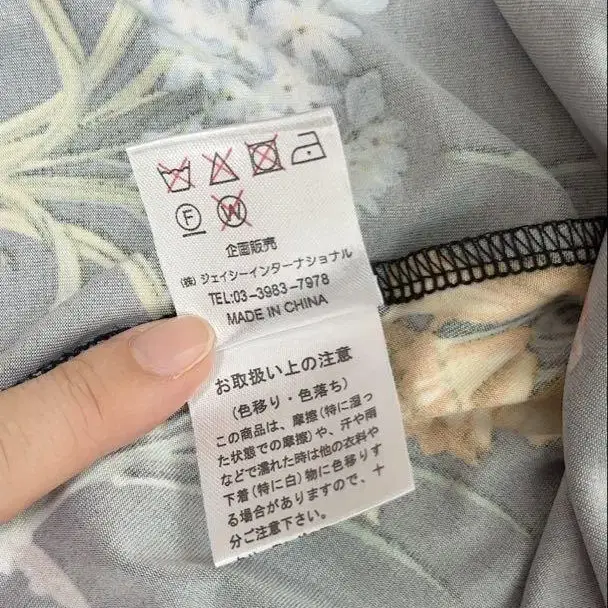 F W
企画販売
(株) ジェイシーインターナショナル
TEL:03-3983-7978
MADE IN CHINA
お取扱い上の注意
(色移り・色落ち)
この商品は、摩擦(特に湿っ
た状態での摩擦)や、汗や雨
などで濡れた時は他の衣料や
下着(特に白)物に色移りす
る場合がありますので、十
分ご注意下さい。